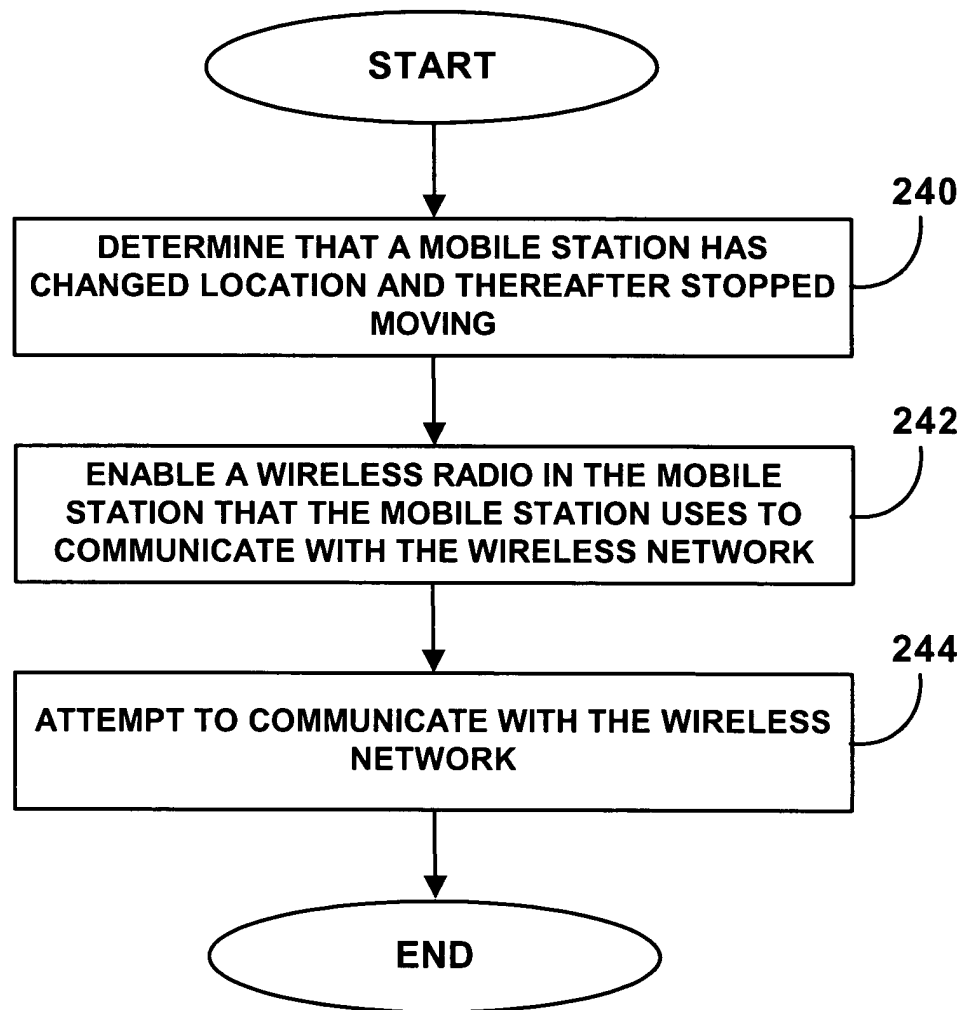 START
240
DETERMINE THAT A MOBILE STATION HAS
CHANGED LOCATION AND THEREAFTER STOPPED
MOVING
242
ENABLE A WIRELESS RADIO IN THE MOBILE
STATION THAT THE MOBILE STATION USES TO
COMMUNICATE WITH THE WIRELESS NETWORK
244
ATTEMPT TO COMMUNICATE WITH THE WIRELESS
NETWORK
END